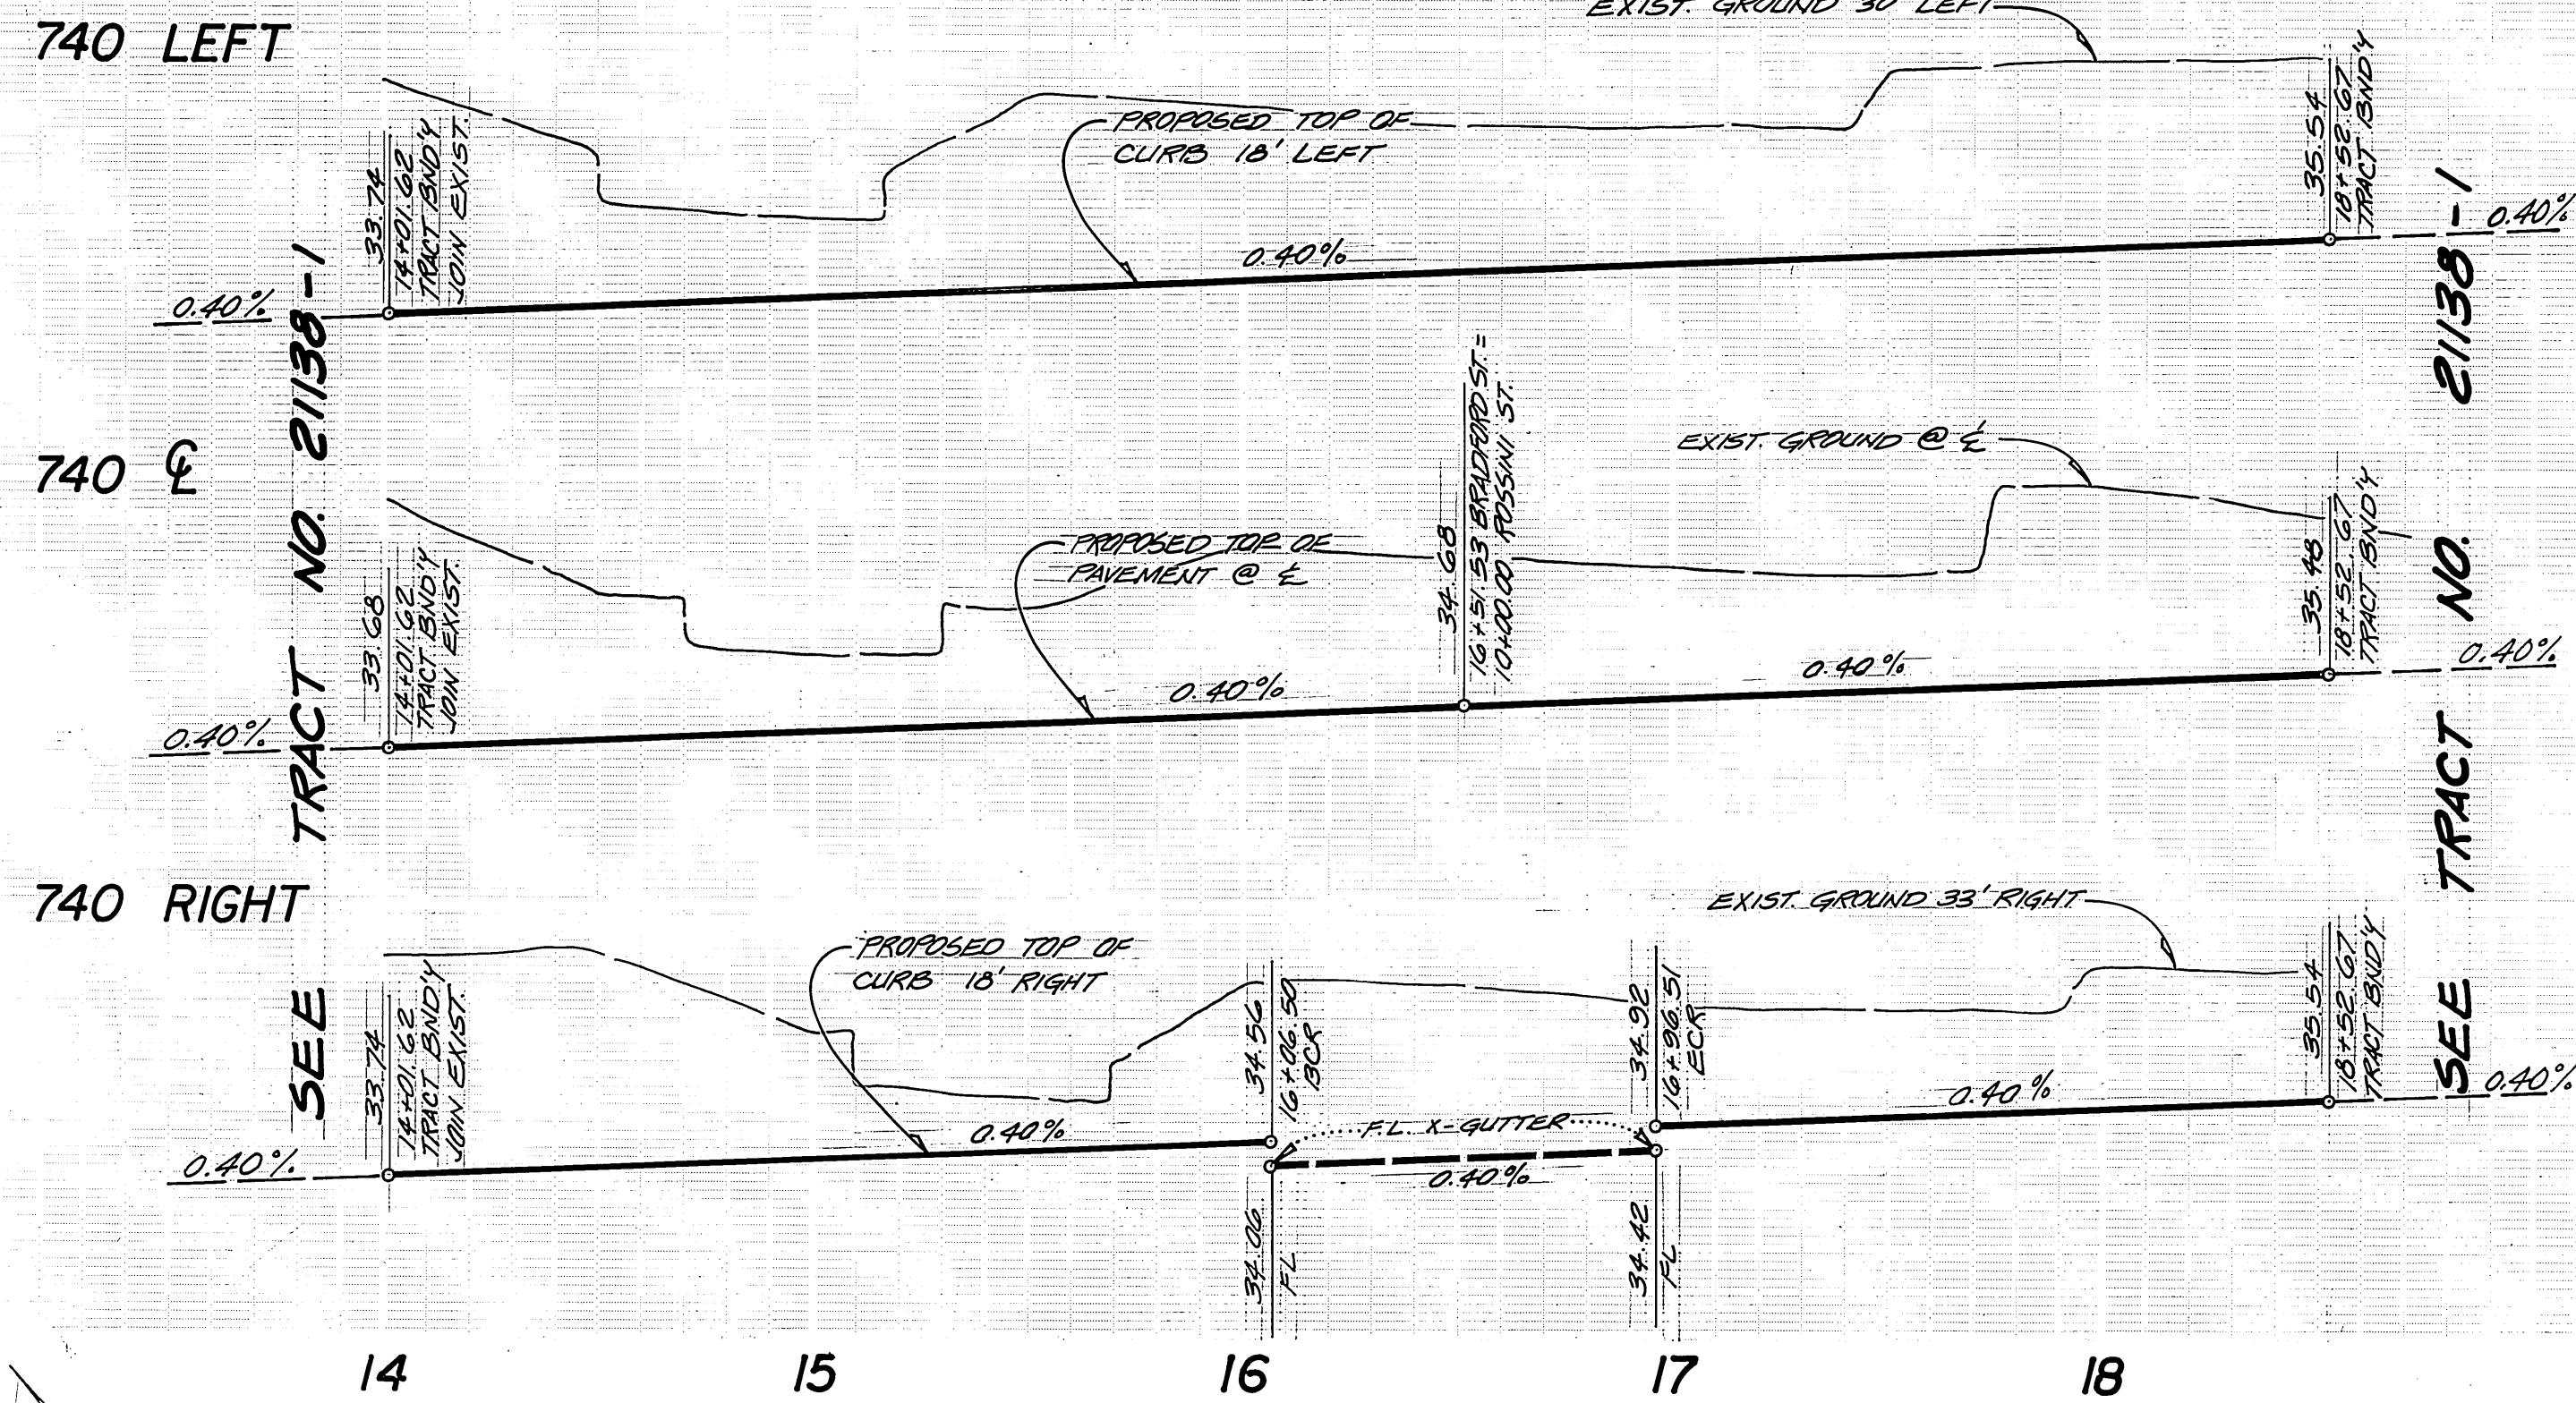 EXIST. GROUND 30' LEFT
740 LEFT
PROPOSED TOP OF
CURB 18' LEFT
33.74
14+01.62
TRACT BND'Y
JOIN EXIST.
35.54
18+52.67
TRACT BND'Y
0.40%
0.40%
0.40%
740 ℄
EXIST. GROUND @ ℄
PROPOSED TOP OF
PAVEMENT @ ℄
33.68
14+01.62
TRACT BND'Y
JOIN EXIST.
34.68
16+51.53 BRADFORD ST. =
10+00.00 ROSSINI ST.
35.48
18+52.67
TRACT BND'Y
0.40%
0.40%
0.40%
0.40%
740 RIGHT
EXIST. GROUND 33' RIGHT
PROPOSED TOP OF
CURB 18' RIGHT
33.74
14+01.62
TRACT BND'Y
JOIN EXIST.
34.56
16+06.50
BCR
34.92
16+96.51
ECR
35.54
18+52.67
TRACT BND'Y
0.40%
0.40%
F.L. X-GUTTER
0.40%
0.40%
0.40%
34.06
FL
34.42
FL
SEE TRACT NO. 21138-1
SEE TRACT NO. 21138-1
14 15 16 17 18